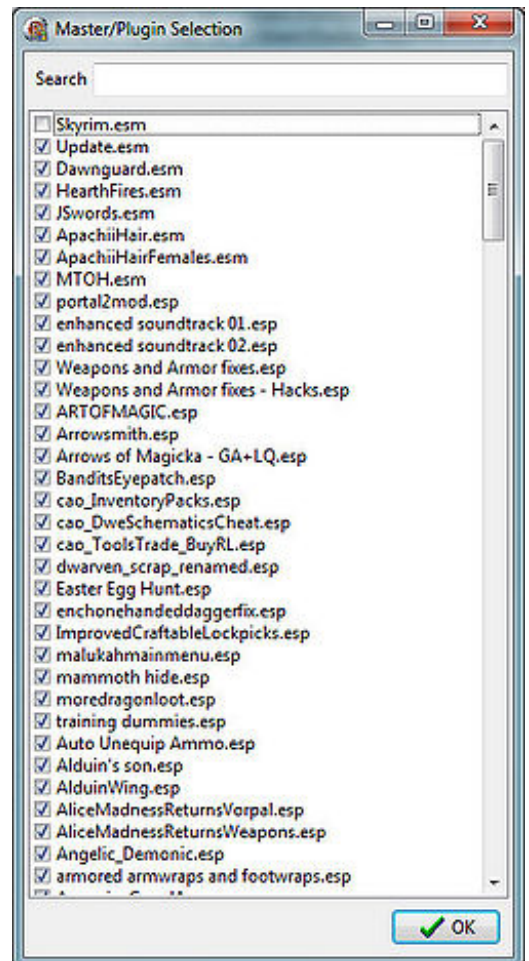 Master/Plugin Selection
Search
Skyrim.esm
Update.esm
Dawnguard.esm
HearthFires.esm
JSwords.esm
ApachiiHair.esm
ApachiiHairFemales.esm
MTOH.esm
portal2mod.esp
enhanced soundtrack 01.esp
enhanced soundtrack 02.esp
Weapons and Armor fixes.esp
Weapons and Armor fixes - Hacks.esp
ARTOFMAGIC.esp
Arrowsmith.esp
Arrows of Magicka - GA+LQ.esp
BanditsEyepatch.esp
cao_InventoryPacks.esp
cao_DweSchematicsCheat.esp
cao_ToolsTrade_BuyRL.esp
dwarven_scrap_renamed.esp
Easter Egg Hunt.esp
enchonehandeddaggerfix.esp
ImprovedCraftableLockpicks.esp
malukahmainmenu.esp
mammoth hide.esp
moredragonloot.esp
training dummies.esp
Auto Unequip Ammo.esp
Alduin's son.esp
AlduinWing.esp
AliceMadnessReturnsVorpal.esp
AliceMadnessReturnsWeapons.esp
Angelic_Demonic.esp
armored armwraps and footwraps.esp
OK